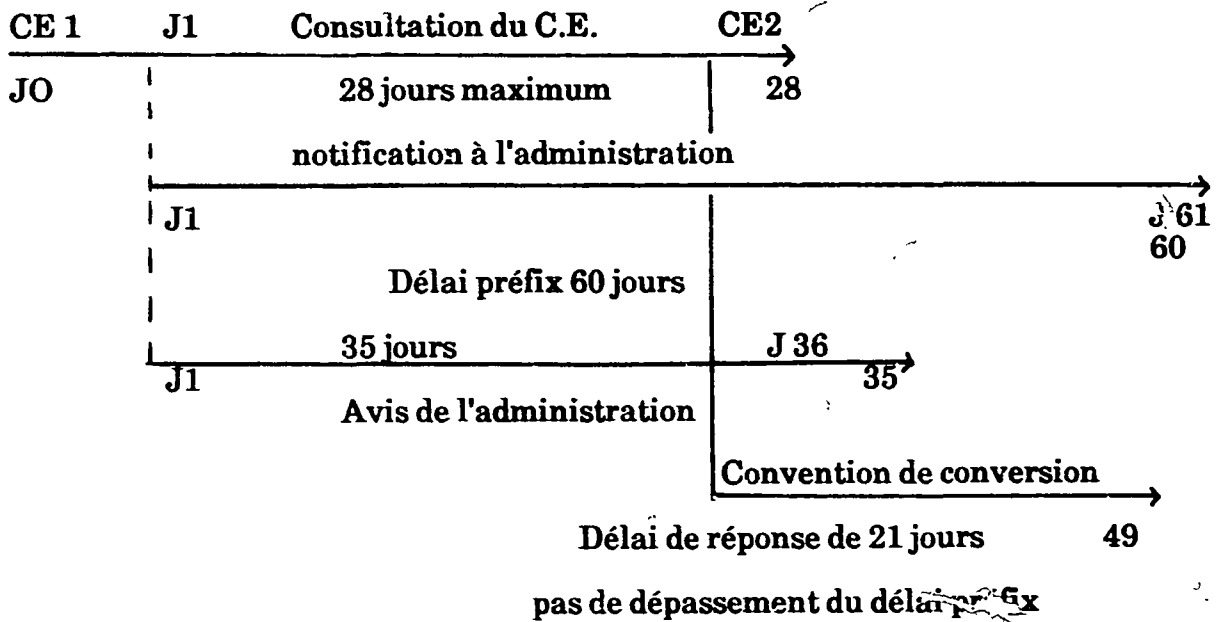 CE 1 J1 Consultation du C.E. CE2
JO 28 jours maximum 28
notification à l'administration
J1 J 61
60
Délai préfix 60 jours
35 jours J 36
J1 35
Avis de l'administration
Convention de conversion
Délai de réponse de 21 jours 49
pas de dépassement du délai préfix